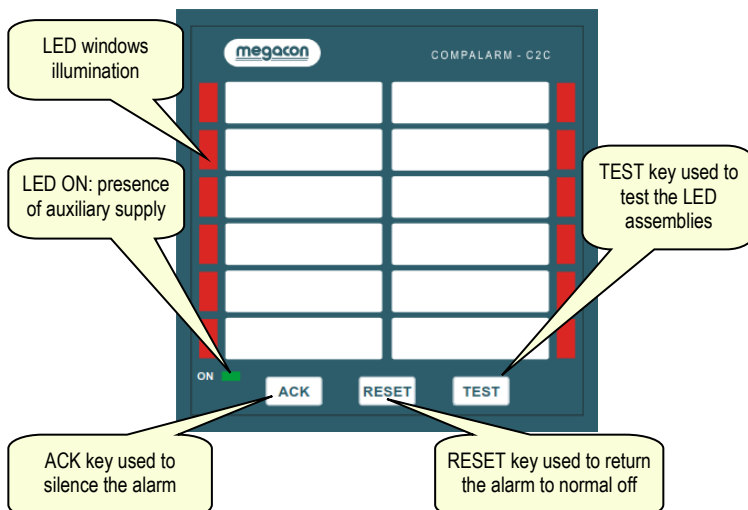 LED windows
illumination
megacon
COMPALARM - C2C
LED ON: presence
of auxiliary supply
TEST key used to
test the LED
assemblies
ON
ACK
RESET
TEST
ACK key used to
silence the alarm
RESET key used to return
the alarm to normal off